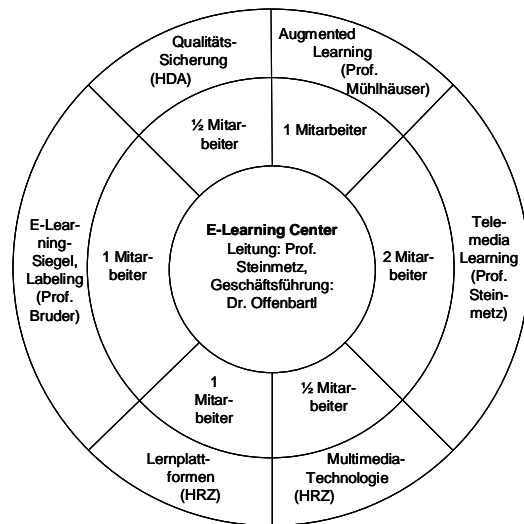 Qualitäts-
Sicherung
(HDA)
Augmented
Learning
(Prof.
Mühlhäuser)
½ Mitar-
beiter
1 Mitarbeiter
E-Lear-
ning-
Siegel,
Labeling
(Prof.
Bruder)
1 Mitar-
beiter
E-Learning Center
Leitung: Prof.
Steinmetz,
Geschäftsführung:
Dr. Offenbartl
2 Mitar-
beiter
Tele-
media
Learning
(Prof.
Stein-
metz)
1
Mitar-
beiter
½ Mitar-
beiter
Lernplatt-
formen
(HRZ)
Multimedia-
Technologie
(HRZ)